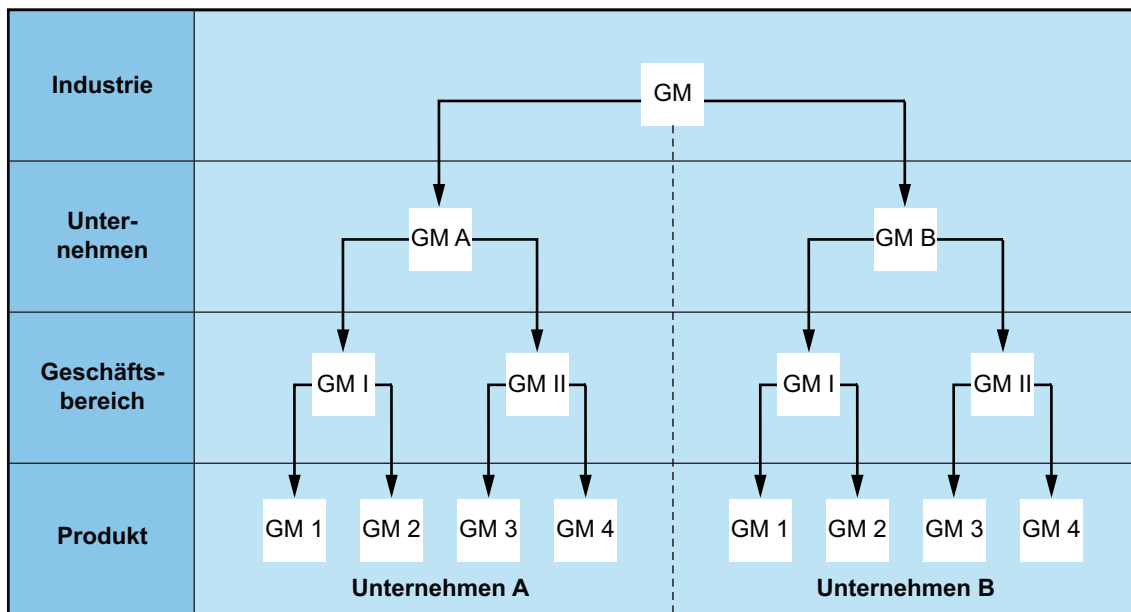 Industrie
GM
Unter-
nehmen
GM A
GM B
Geschäfts-
bereich
GM I
GM II
GM I
GM II
Produkt
GM 1
GM 2
GM 3
GM 4
GM 1
GM 2
GM 3
GM 4
Unternehmen A
Unternehmen B